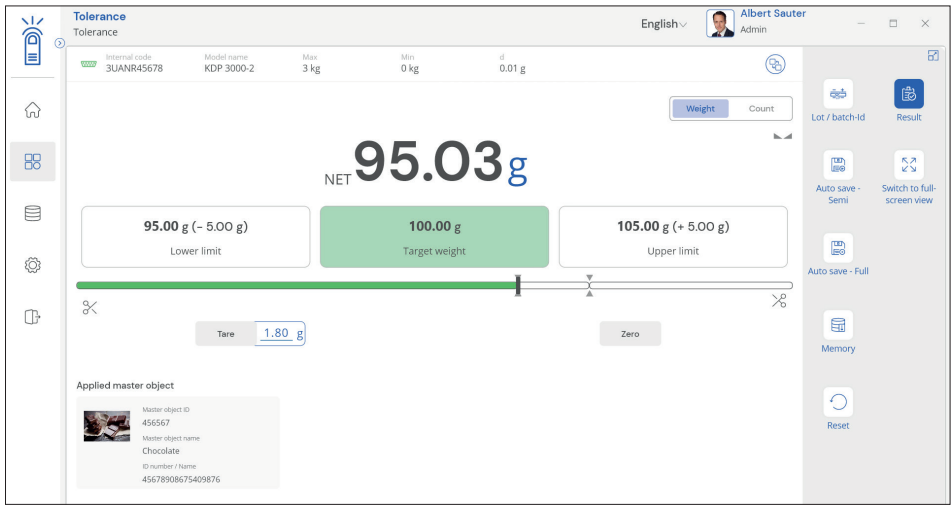 Tolerance
Tolerance
English
Albert Sauter
Admin
Internal code
3UANR45678
Model name
KDP 3000-2
Max
3 kg
Min
0 kg
d
0.01 g
Weight
Count
NET 95.03 g
95.00 g (- 5.00 g)
Lower limit
100.00 g
Target weight
105.00 g (+ 5.00 g)
Upper limit
Tare
1.80 g
Zero
Applied master object
Master object ID
456567
Master object name
Chocolate
ID number / Name
45678908675409876
Lot / batch-Id
Result
Auto save -
Semi
Switch to full-
screen view
Auto save - Full
Memory
Reset